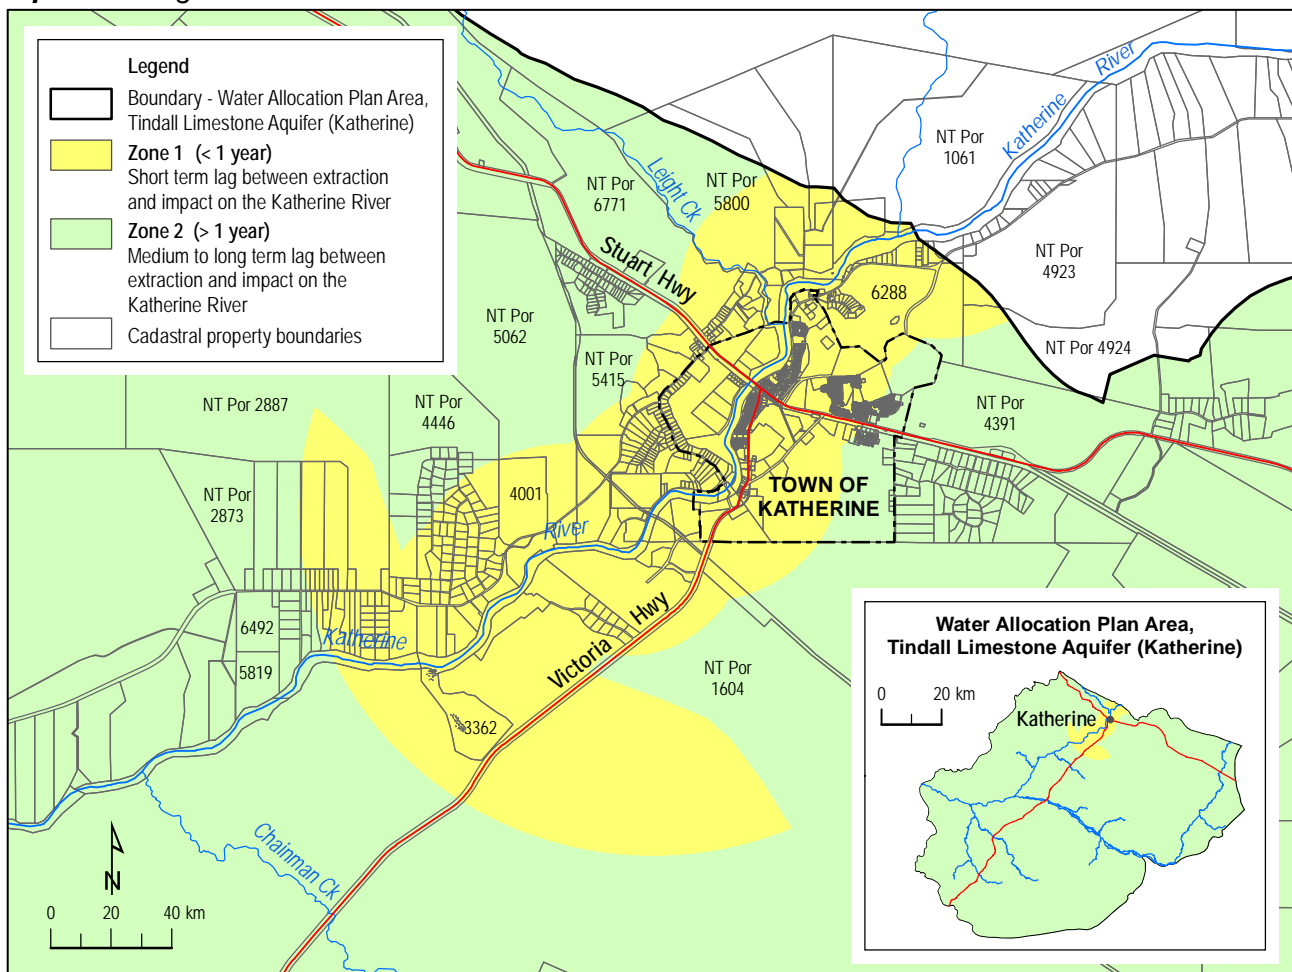 Legend
Boundary - Water Allocation Plan Area,
Tindall Limestone Aquifer (Katherine)
Zone 1 (< 1 year)
Short term lag between extraction
and impact on the Katherine River
Zone 2 (> 1 year)
Medium to long term lag between
extraction and impact on the
Katherine River
Cadastral property boundaries
River
Katherine
NT Por
1061
Leight Ck
NT Por
5800
NT Por
6771
Stuart Hwy
NT Por
4923
6288
NT Por
5062
NT Por 4924
NT Por
5415
NT Por 2887
NT Por
4446
NT Por
4391
4001
TOWN OF
KATHERINE
NT Por
2873
River
6492
Katherine
Victoria Hwy
5819
NT Por
1604
3362
Chainman Ck
N
0 20 40 km
Water Allocation Plan Area,
Tindall Limestone Aquifer (Katherine)
0 20 km
Katherine